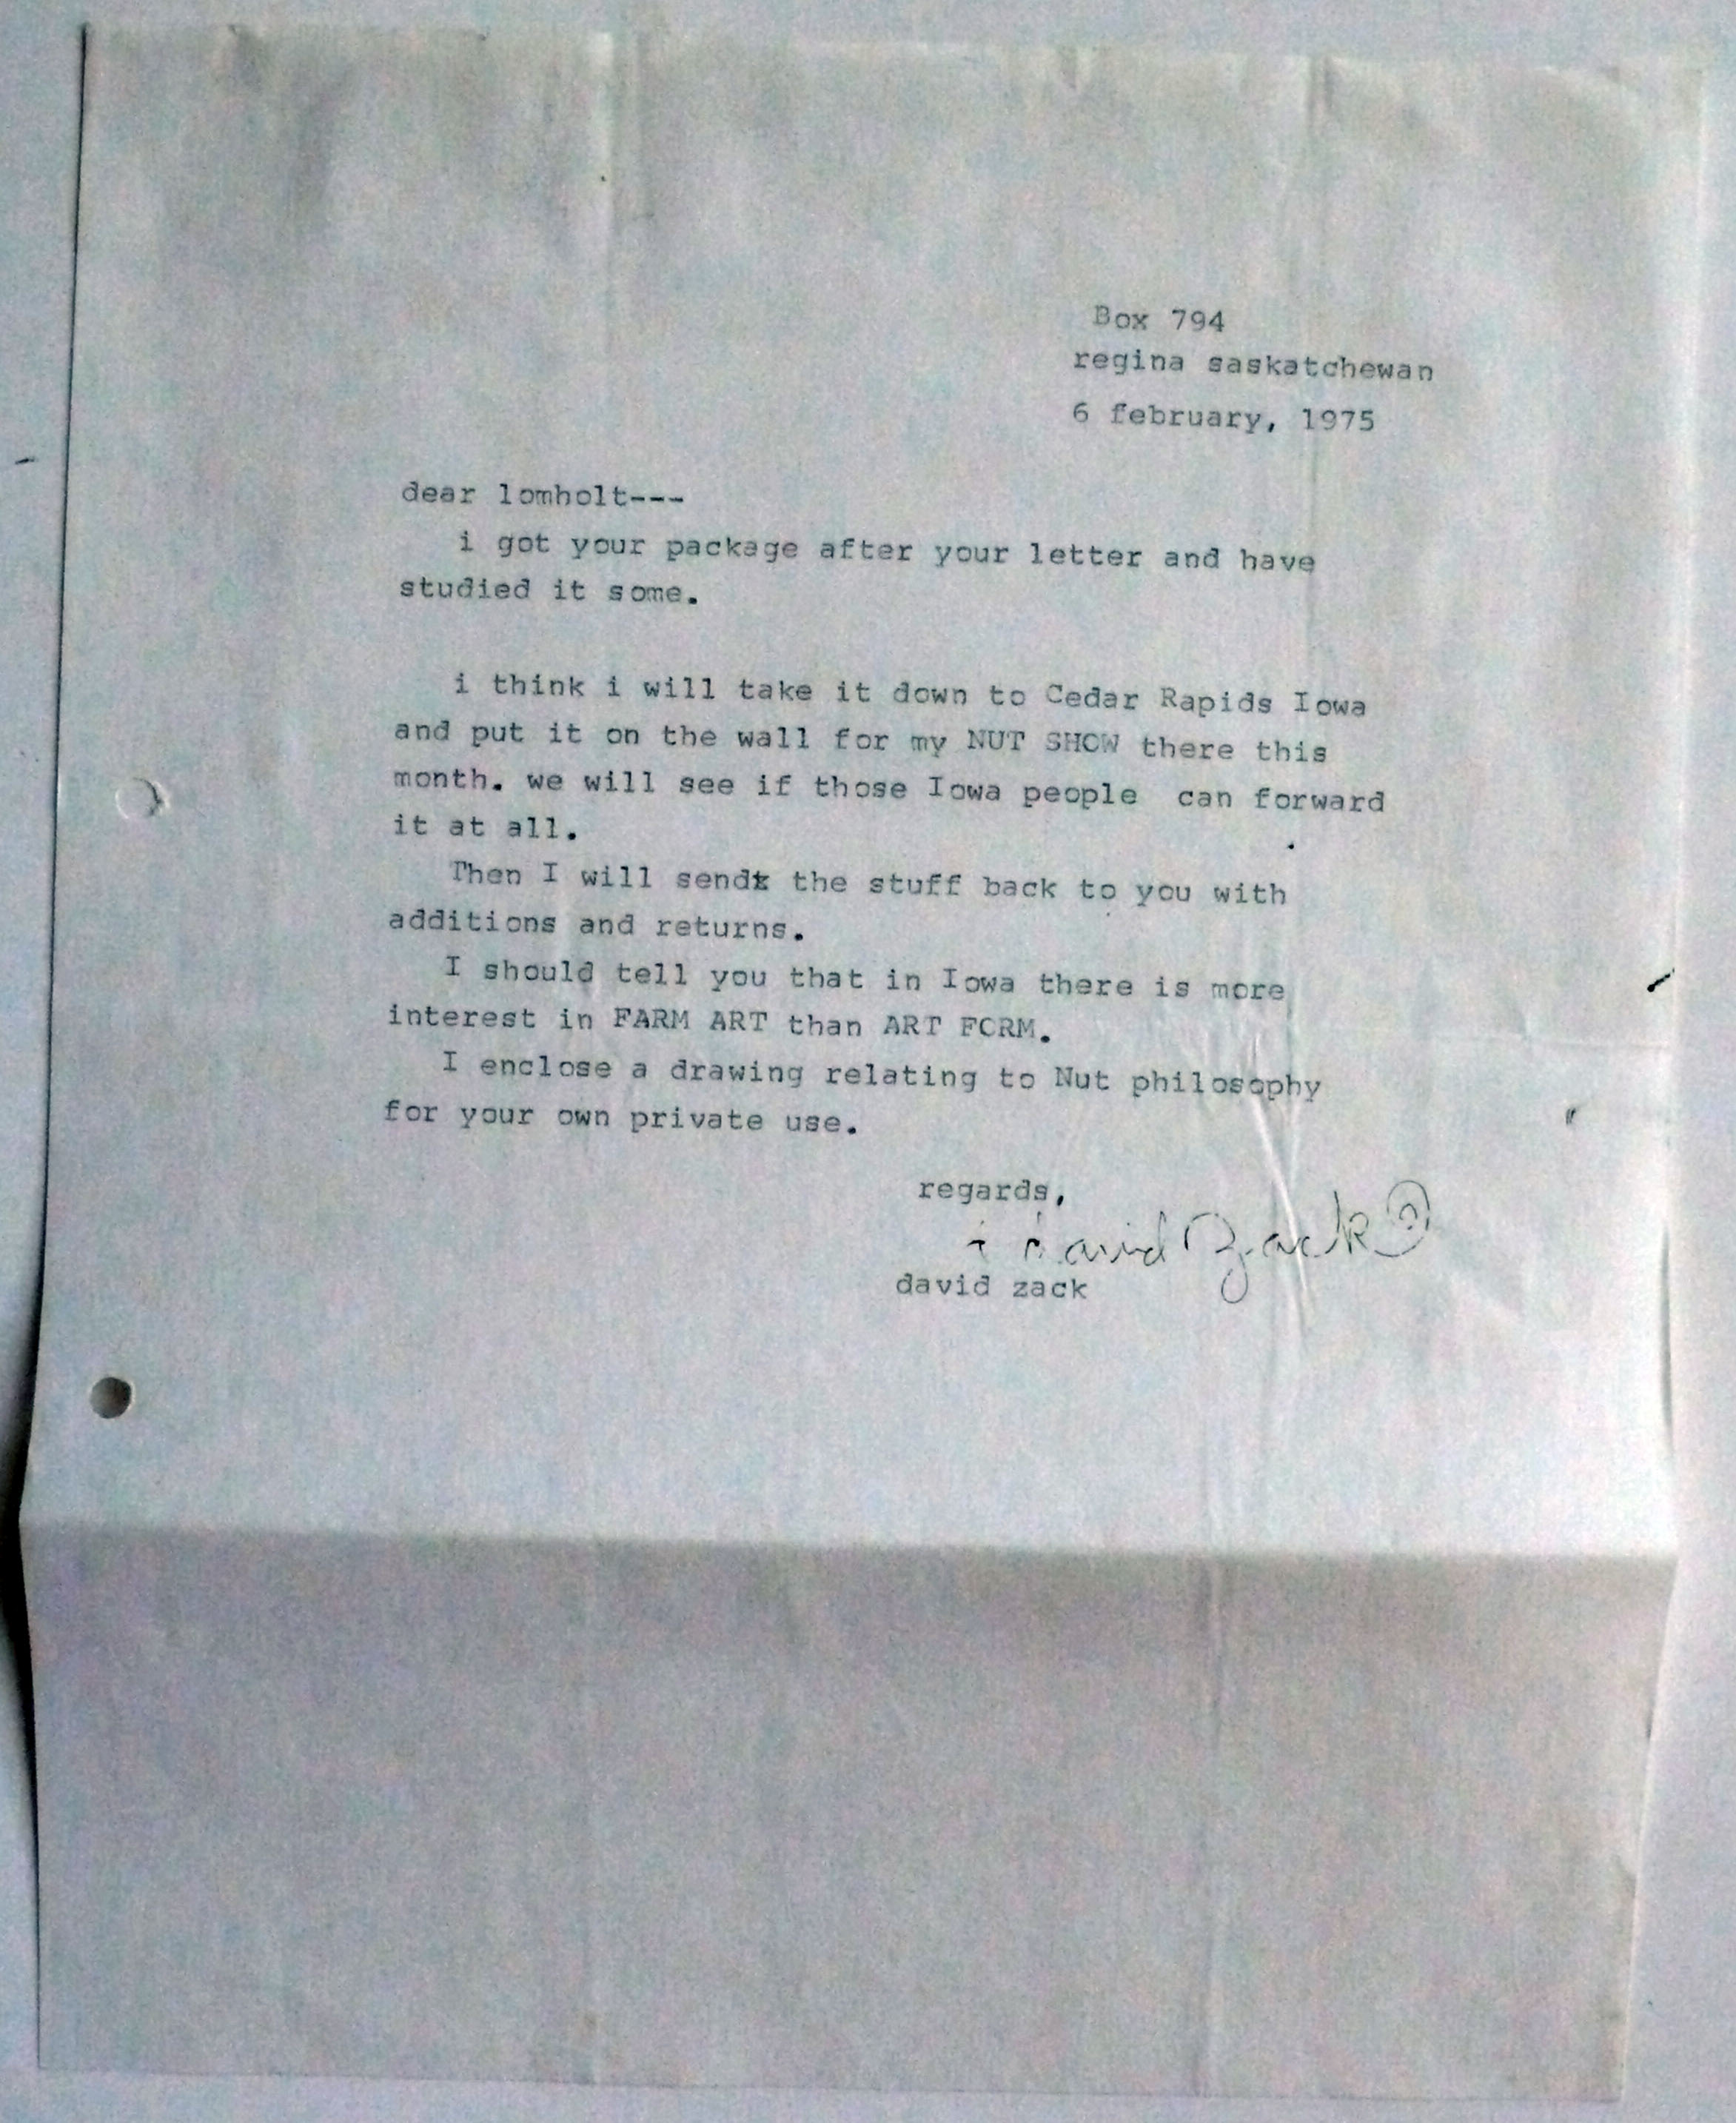 Box 794
regina saskatchewan
6 february, 1975
dear lomholt---
i got your package after your letter and have
studied it some.
i think i will take it down to Cedar Rapids Iowa
and put it on the wall for my NUT SHOW there this
month. we will see if those Iowa people can forward
it at all.
Then I will send the stuff back to you with
additions and returns.
I should tell you that in Iowa there is more
interest in FARM ART than ART FORM.
I enclose a drawing relating to Nut philosophy
for your own private use.
regards,
david Zack
david zack